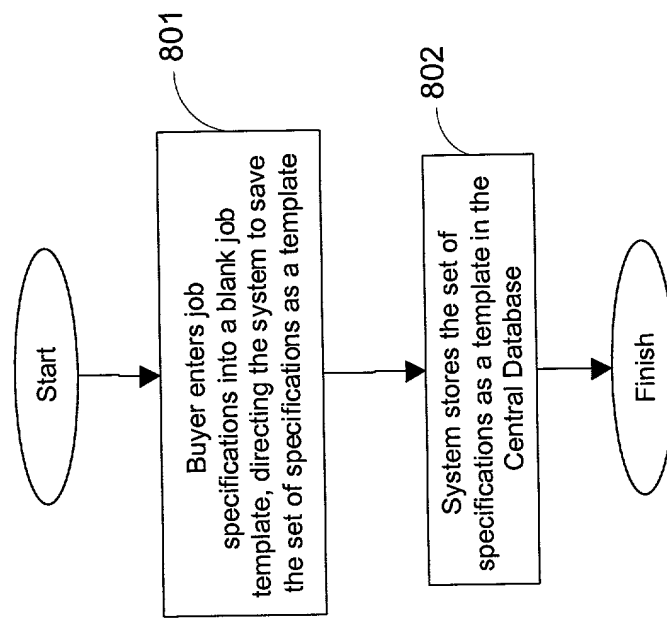 Start
801
Buyer enters job
specifications into a blank job
template, directing the system to save
the set of specifications as a template
802
System stores the set of
specifications as a template in the
Central Database
Finish